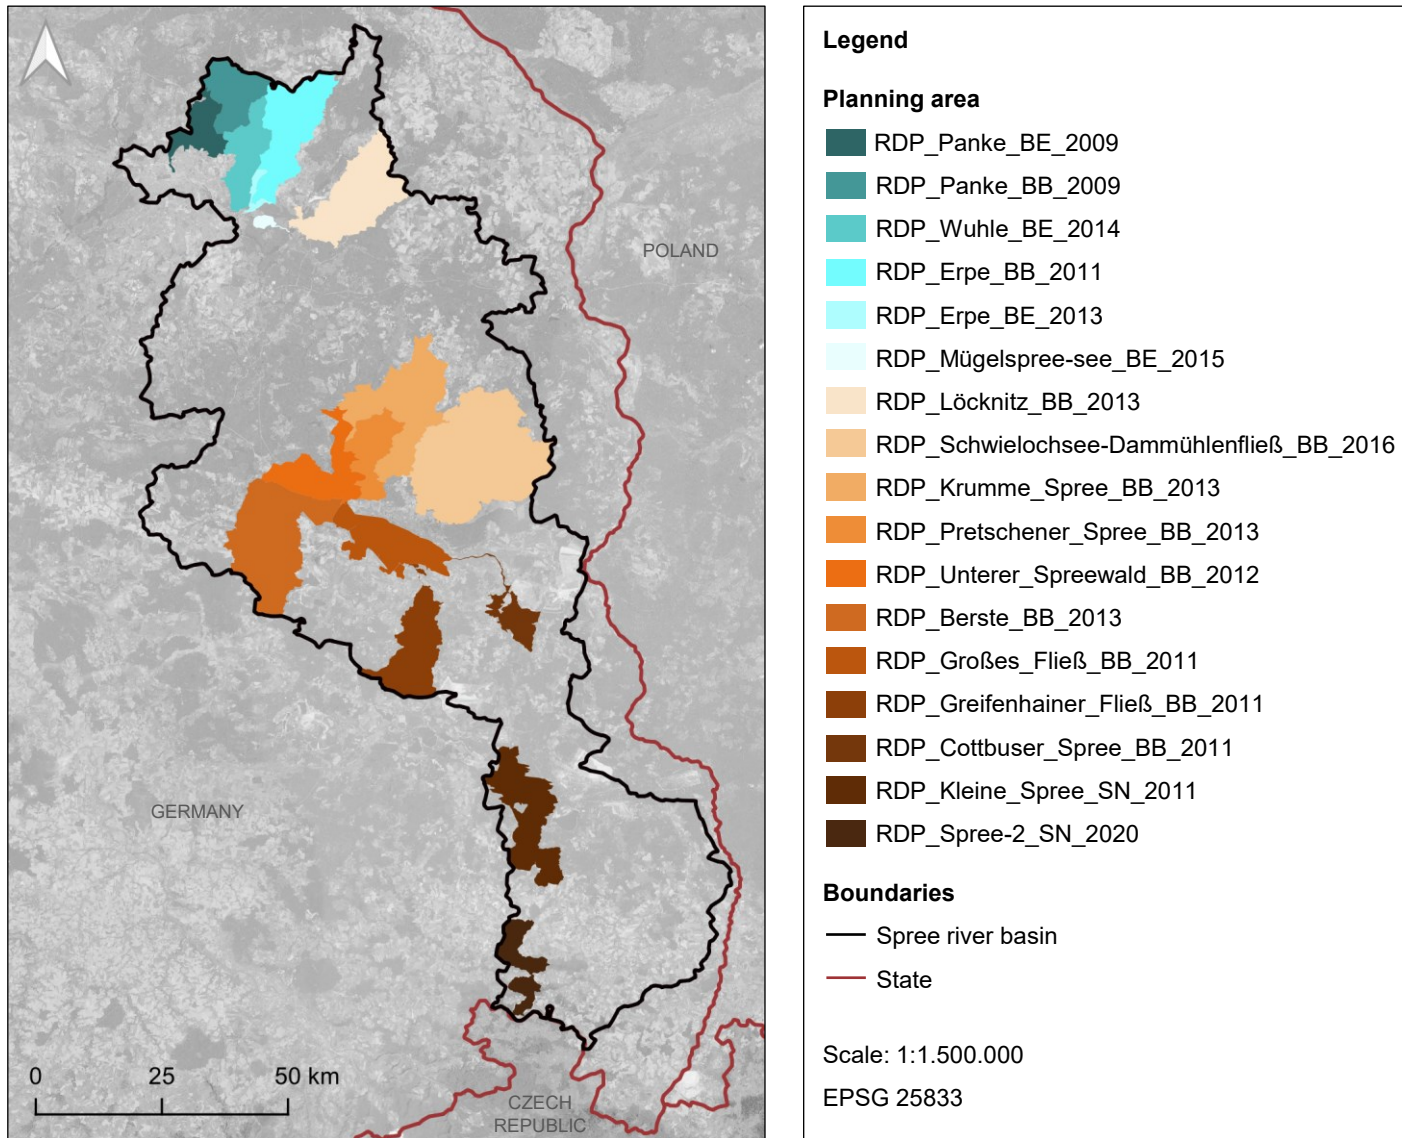 POLAND
GERMANY
CZECH
REPUBLIC
0 25 50 km
Legend
Planning area
RDP_Panke_BE_2009
RDP_Panke_BB_2009
RDP_Wuhle_BE_2014
RDP_Erpe_BB_2011
RDP_Erpe_BE_2013
RDP_Mügelspree-see_BE_2015
RDP_Löcknitz_BB_2013
RDP_Schwielochsee-Dammühlenfließ_BB_2016
RDP_Krumme_Spree_BB_2013
RDP_Pretschener_Spree_BB_2013
RDP_Unterer_Spreewald_BB_2012
RDP_Berste_BB_2013
RDP_Großes_Fließ_BB_2011
RDP_Greifenhainer_Fließ_BB_2011
RDP_Cottbuser_Spree_BB_2011
RDP_Kleine_Spree_SN_2011
RDP_Spree-2_SN_2020
Boundaries
Spree river basin
State
Scale: 1:1.500.000
EPSG 25833